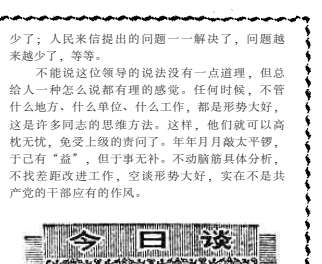 少了；人民来信提出的问题一一解决了，问题越
来越少了，等等。
不能说这位领导的说法没有一点道理，但总
给人一种怎么说都有理的感觉。任何时候，不管
什么地方、什么单位、什么工作，都是形势大好，
这是许多同志的思维方法。这样，他们就可以高
枕无忧，免受上级的责问了。年年月月敲太平锣，
于己有“益”，但于事无补。不动脑筋具体分析，
不找差距改进工作，空谈形势大好，实在不是共
产党的干部应有的作风。
今日谈